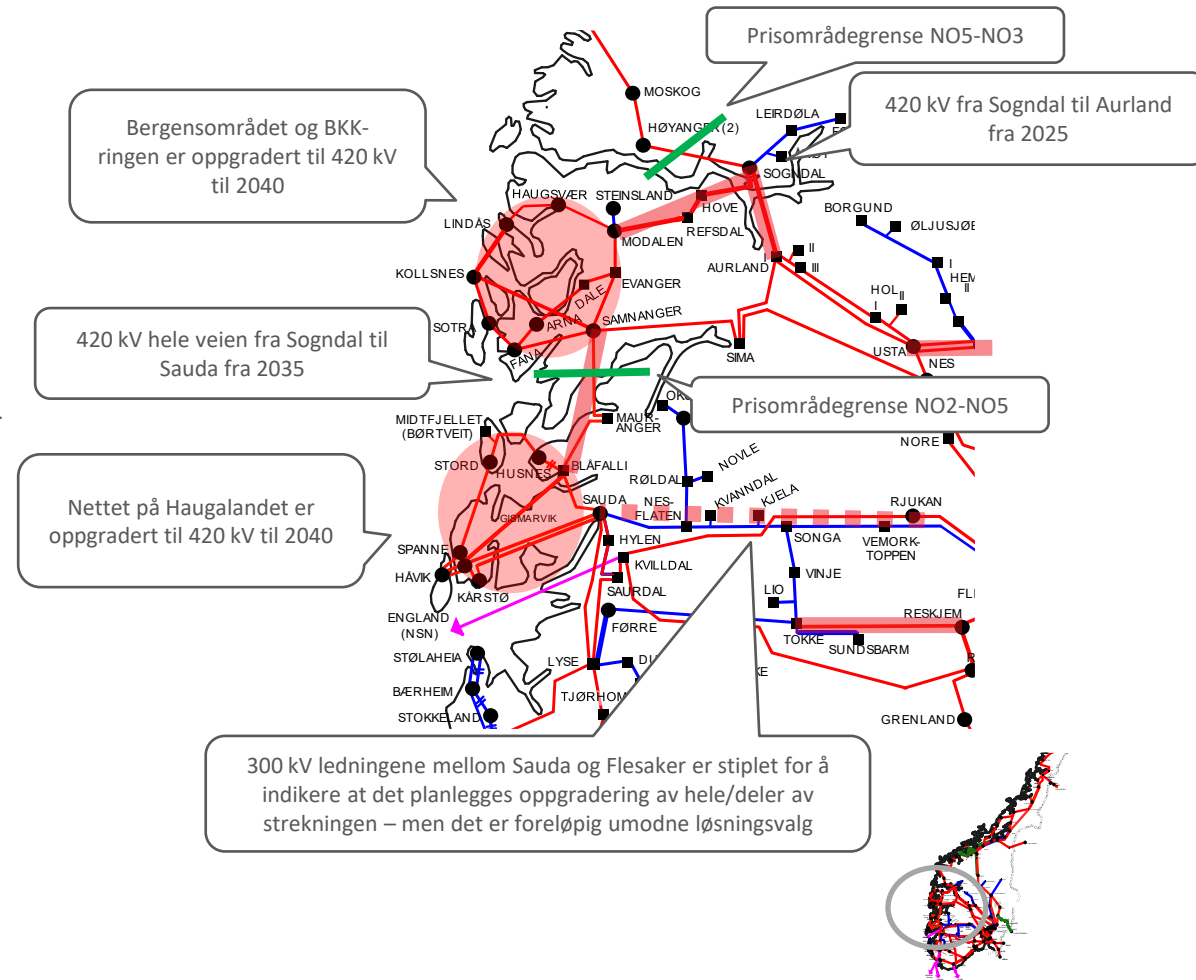 Prisområdegrense NO5-NO3
Bergensområdet og BKK-
ringen er oppgradert til 420 kV
til 2040
420 kV fra Sogndal til Aurland
fra 2025
420 kV hele veien fra Sogndal til
Sauda fra 2035
Prisområdegrense NO2-NO5
Nettet på Haugalandet er
oppgradert til 420 kV til 2040
300 kV ledningene mellom Sauda og Flesaker er stiplet for å
indikere at det planlegges oppgradering av hele/deler av
strekningen – men det er foreløpig umodne løsningsvalg
MOSKOG
HØYANGER(2)
LEIRDØLA
SOGNDAL
HAUGSVÆR
STEINSLAND
HOVE
REFSDAL
LINDÅS
MODALEN
BORGUND
ØLJUSJØE
AURLAND
I
II
III
I
HEM
II
KOLLSNES
EVANGER
DALE
HOL
I
II
SOTRA
ARNA
SAMNANGER
FANA
SIMA
USTA
NES
MIDTFJELLET
(BØRTVEIT)
MAUR-
ANGER
OK
NORE
STORD
HUSNES
BLÅFALLI
RØLDAL
NOVLE
GISMARVIK
SAUDA
NES-
FLATEN
KVANNDAL
KJELA
RJUKAN
SPANNE
HYLEN
SONGA
VEMORK-
TOPPEN
HÅVIK
KÅRSTØ
KVILLDAL
SAURDAL
VINJE
LIO
ENGLAND
(NSN)
FØRRE
TOKKE
RESKJEM
FLI
SUNDSBARM
STØLAHEIA
LYSE
DU
KE
R
BÆRHEIM
TJØRHOM
STOKKELAND
GRENLAND